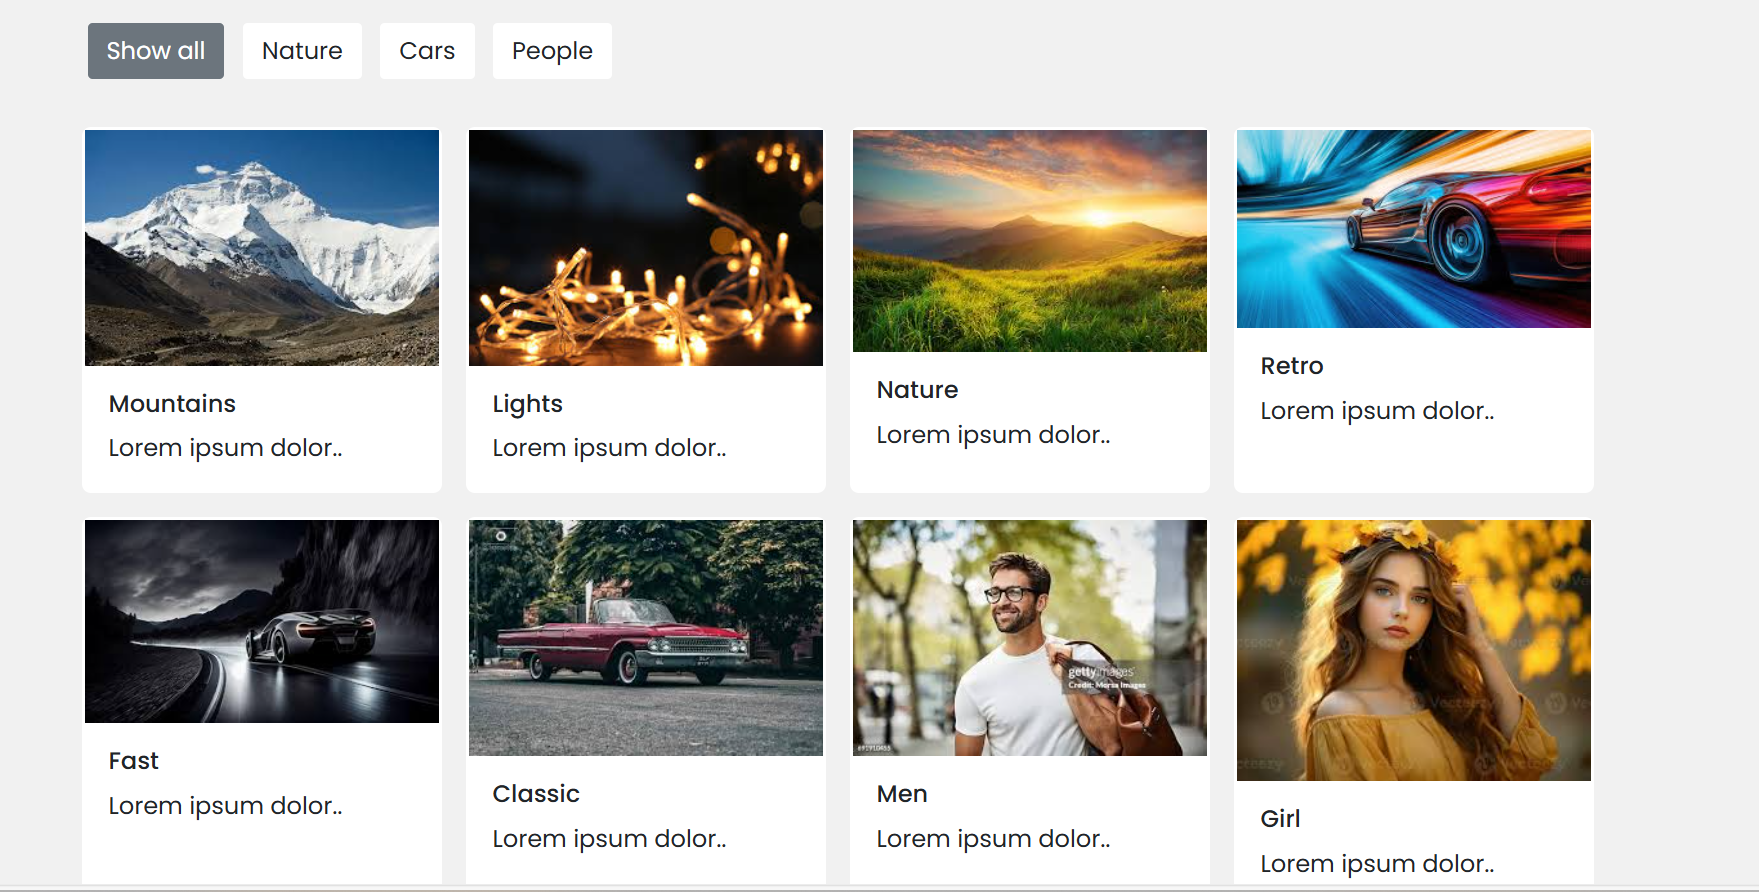 Show all Nature Cars People
Mountains
Lorem ipsum dolor..
Lights
Lorem ipsum dolor..
Nature
Lorem ipsum dolor..
Retro
Lorem ipsum dolor..
Fast
Lorem ipsum dolor..
Classic
Lorem ipsum dolor..
gettyimages
Credit: Morsa Images
Men
Lorem ipsum dolor..
Vecteezy
Girl
Lorem ipsum dolor..